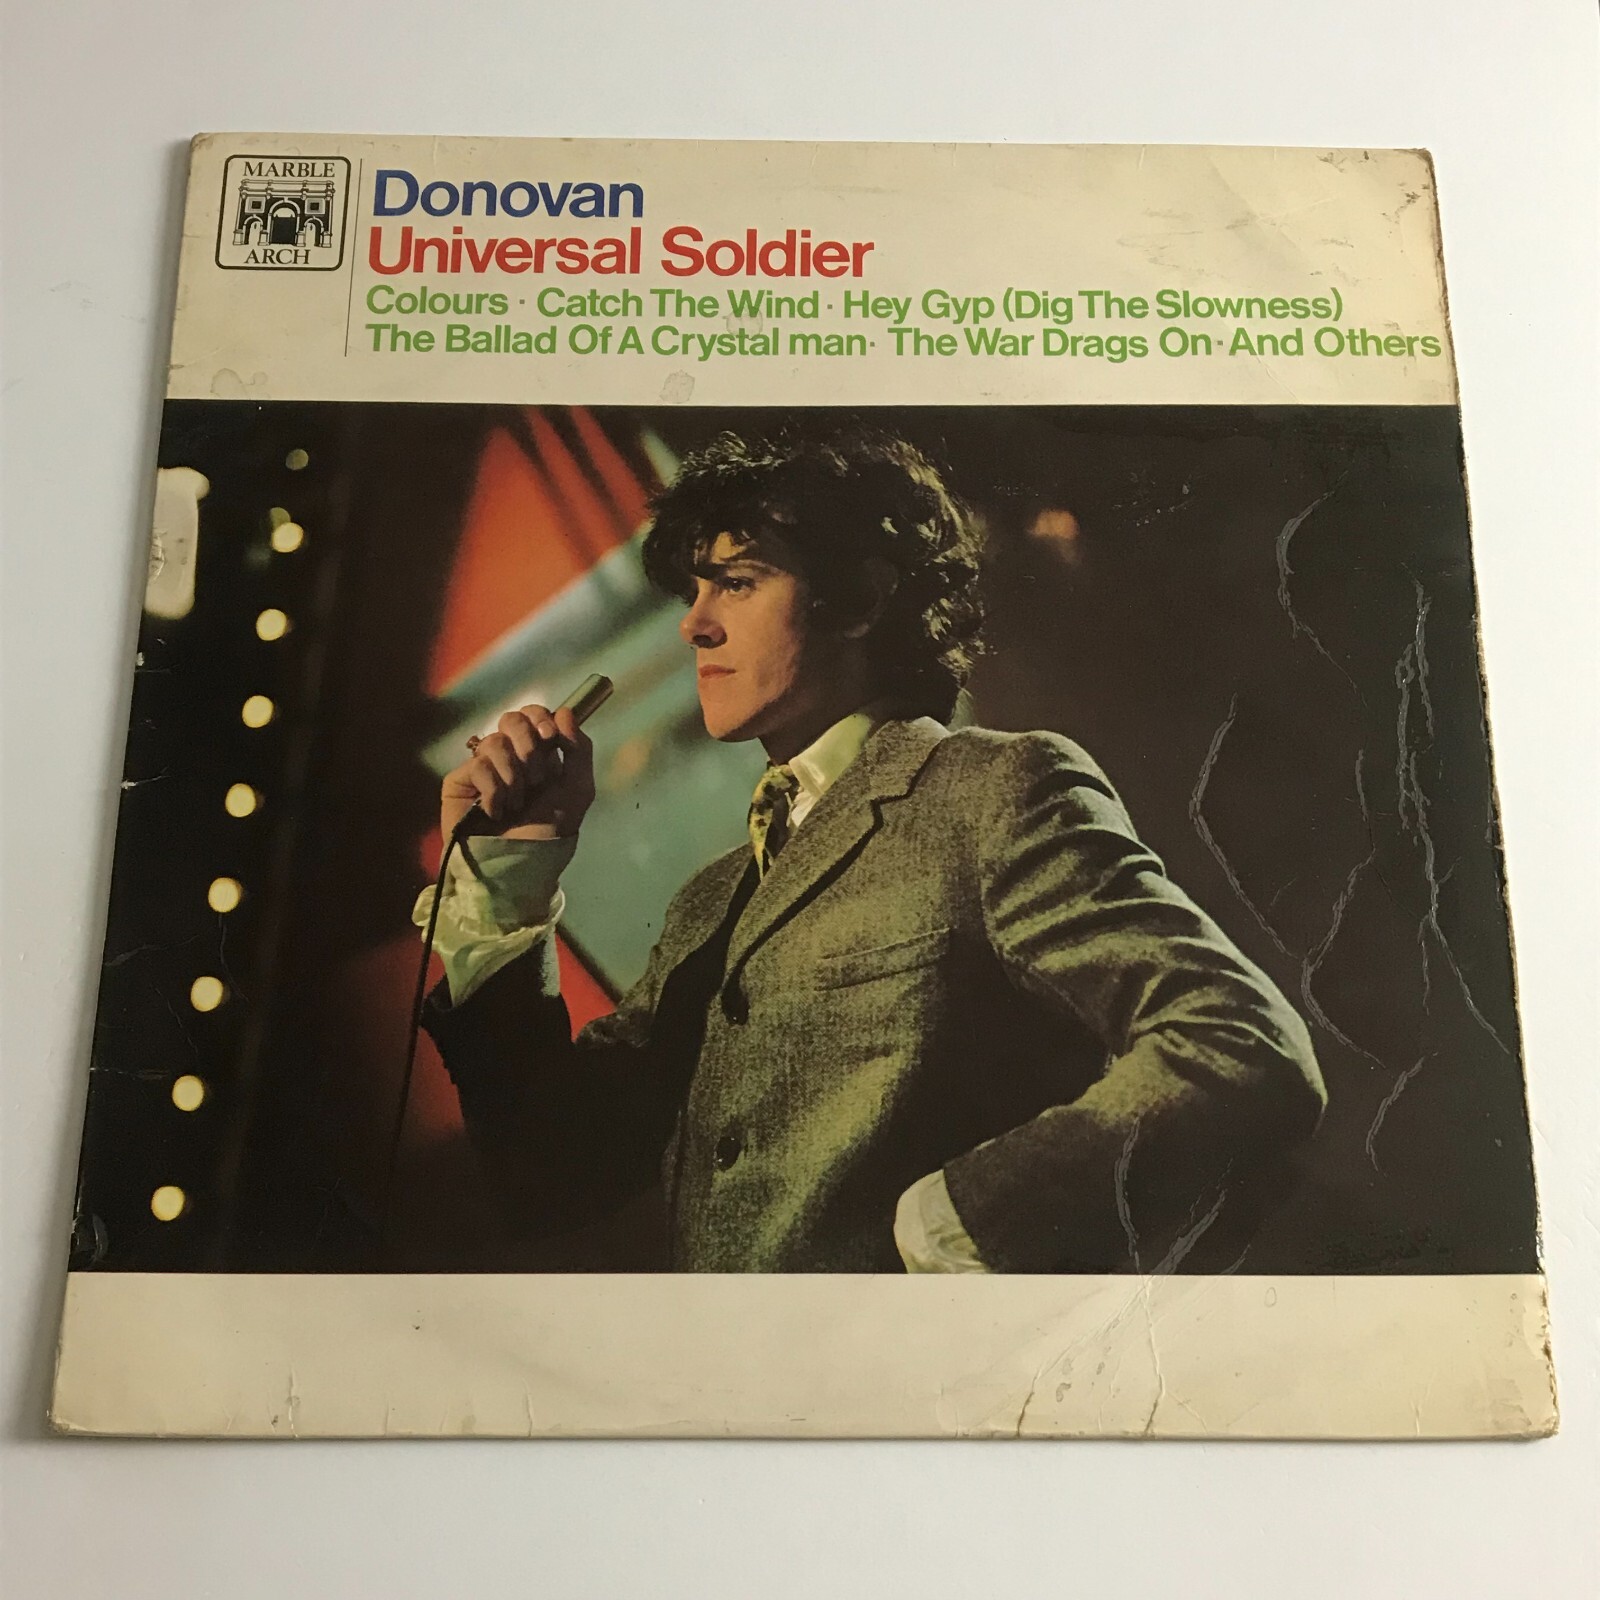 MARBLE
ARCH
Donovan
Universal Soldier
Colours · Catch The Wind · Hey Gyp (Dig The Slowness)
The Ballad Of A Crystal man · The War Drags On · And Others